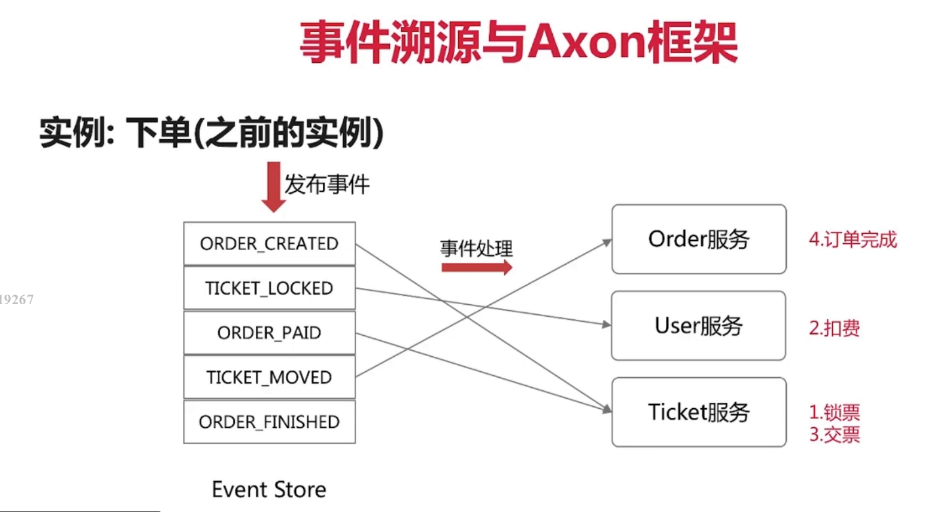 事件溯源与Axon框架
实例: 下单(之前的实例)
发布事件
ORDER_CREATED
TICKET_LOCKED
ORDER_PAID
TICKET_MOVED
ORDER_FINISHED
Event Store
事件处理
Order服务
4.订单完成
User服务
2.扣费
Ticket服务
1.锁票
3.交票
19267